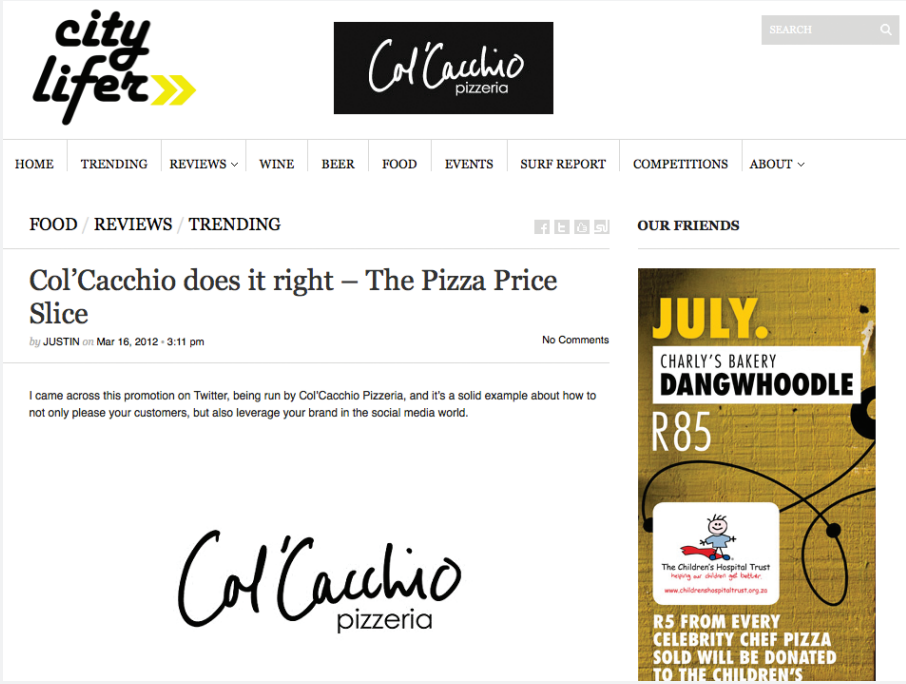 city
lifer
Col'Cacchio
pizzeria
SEARCH
HOME
TRENDING
REVIEWS
WINE
BEER
FOOD
EVENTS
SURF REPORT
COMPETITIONS
ABOUT
FOOD / REVIEWS / TRENDING
Col’Cacchio does it right – The Pizza Price
Slice
by JUSTIN on Mar 16, 2012 • 3:11 pm
No Comments
I came across this promotion on Twitter, being run by Col'Cacchio Pizzeria, and it's a solid example about how to
not only please your customers, but also leverage your brand in the social media world.
Col'Cacchio
pizzeria
OUR FRIENDS
JULY.
CHARLY'S BAKERY
DANGWHOODLE
R85
The Children's Hospital Trust
helping our children get better.
www.childrenshospitaltrust.org.za
R5 FROM EVERY
CELEBRITY CHEF PIZZA
SOLD WILL BE DONATED
TO THE CHILDREN'S